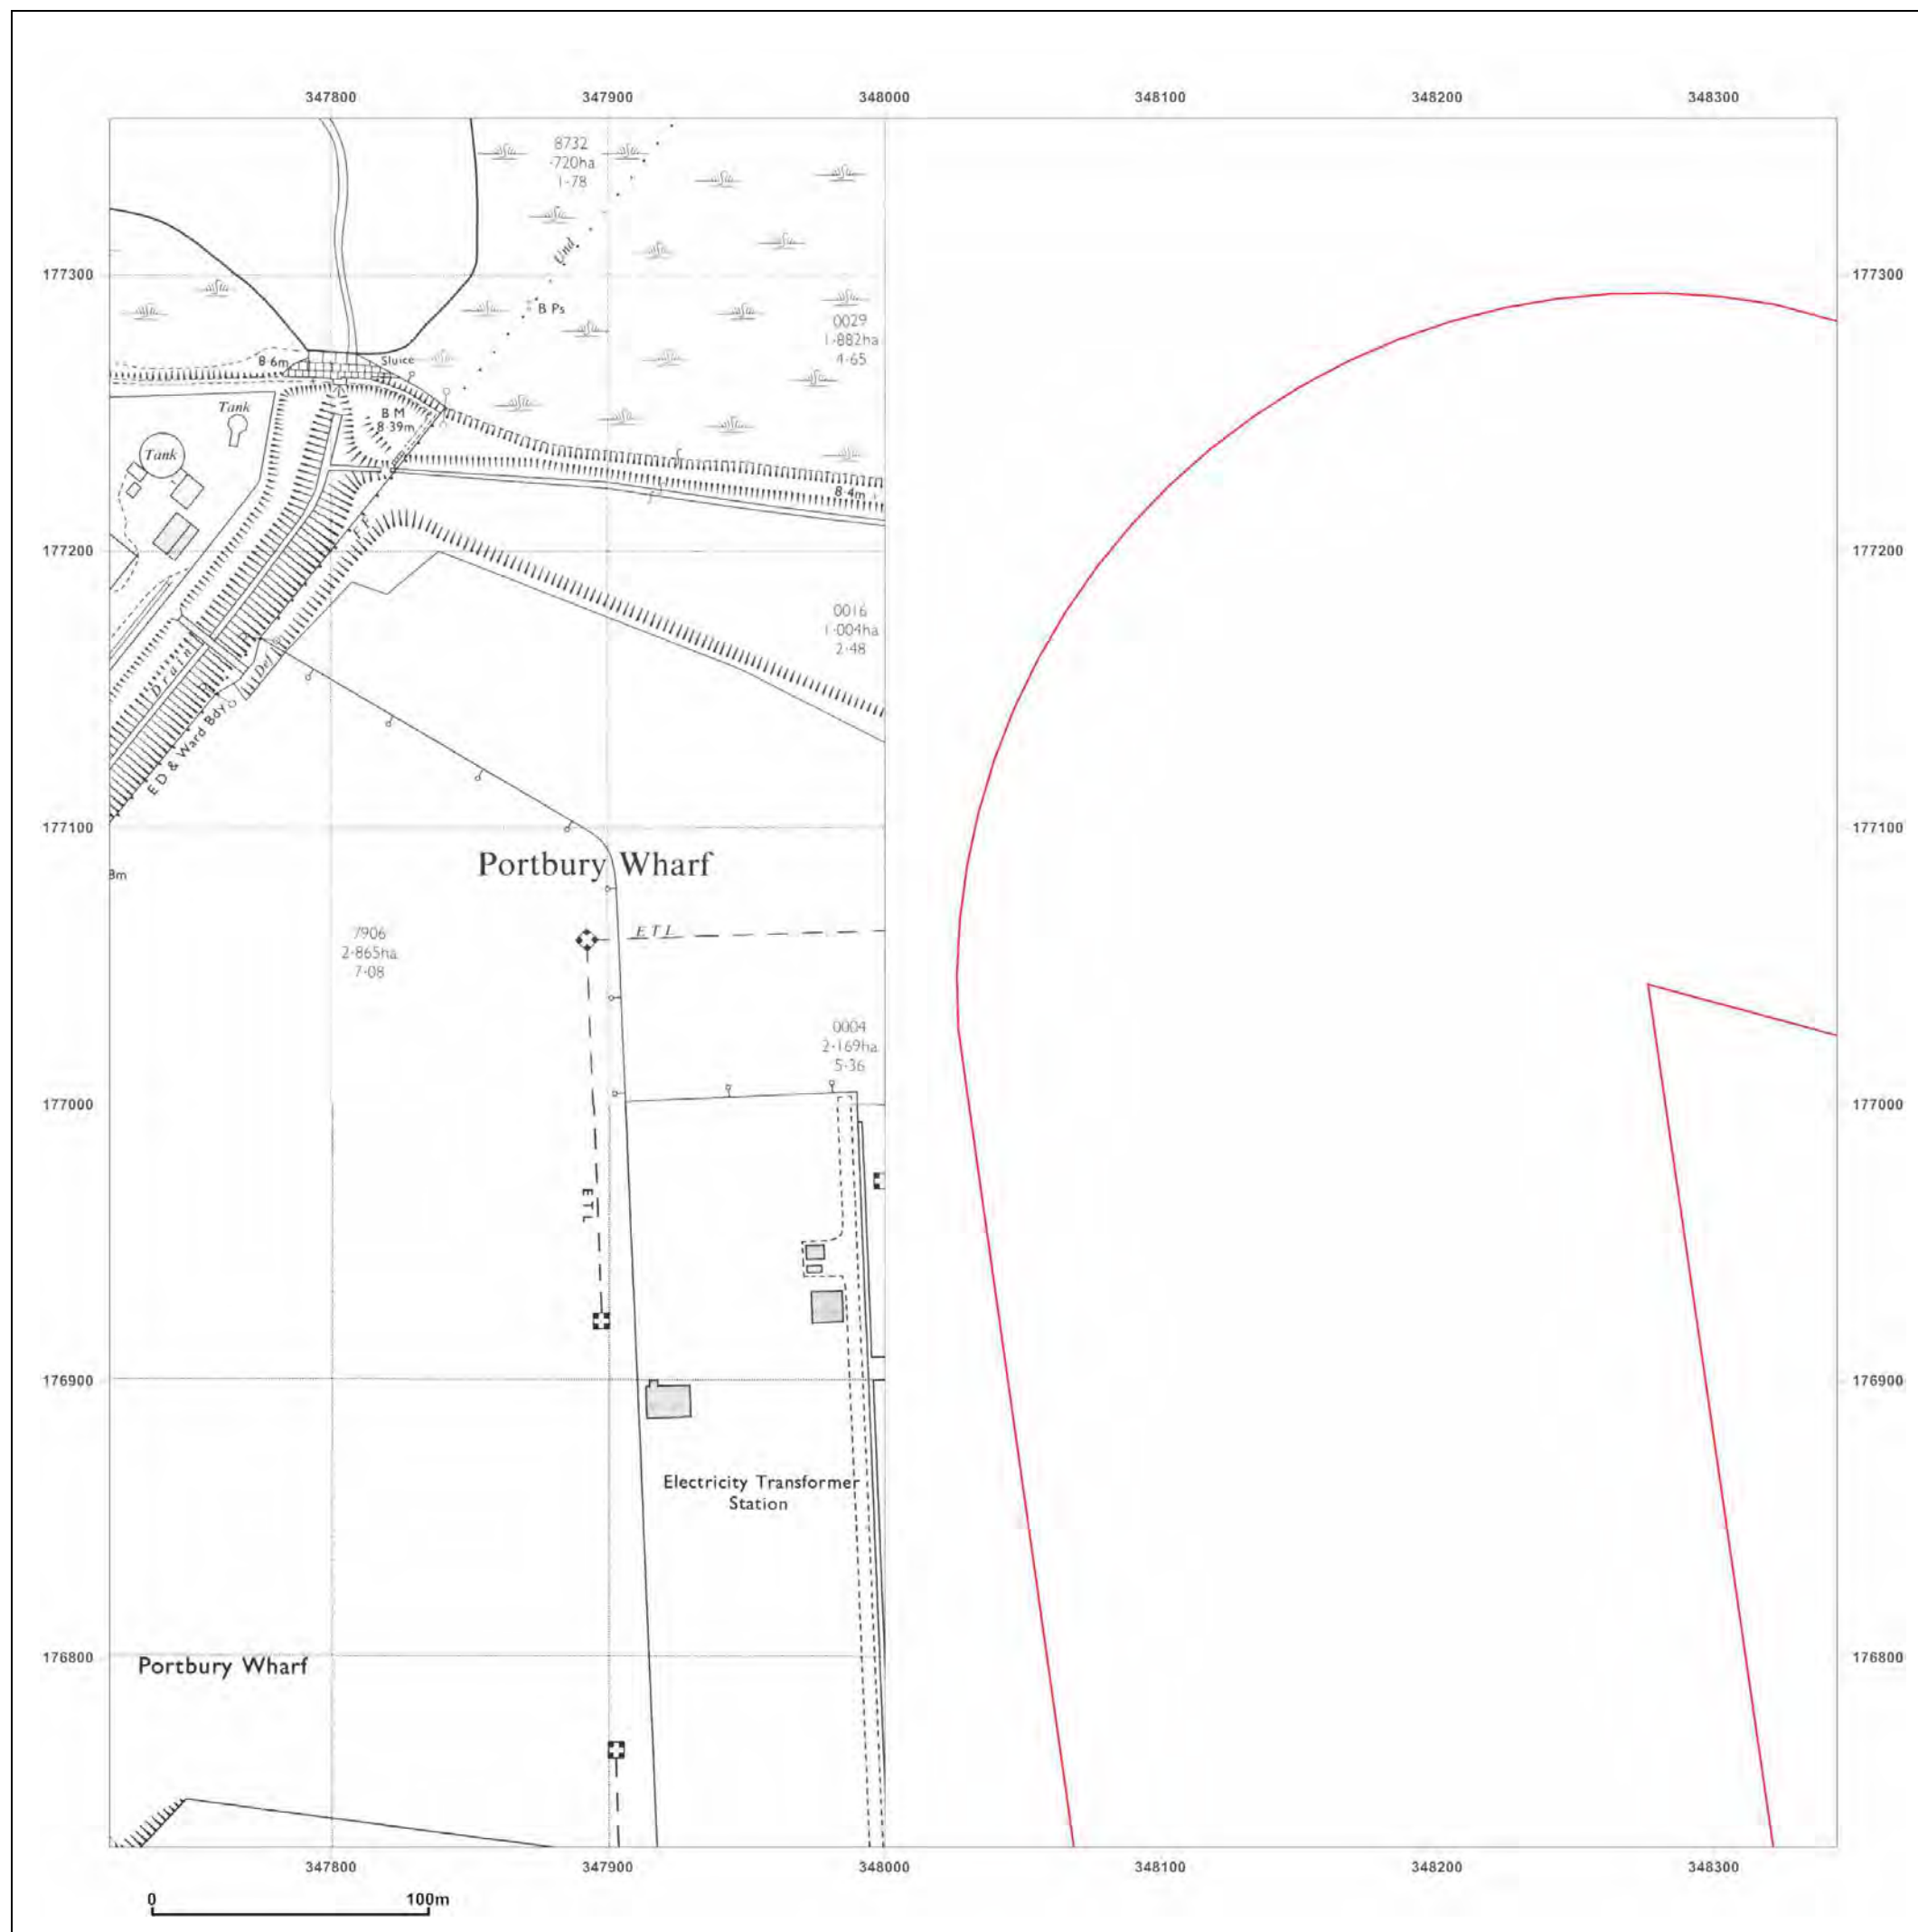 347800 347900 348000 348100 348200 348300
8732
·720ha
1·78
Und
177300 177300
B Ps
0029
1·882ha
4·65
8·6m
Sluice
Tank
B M
8·39m
Tank
8·4m
F F
177200 177200
0016
1·004ha
2·48
Drain
Def
E D & Ward Bdy
177100 177100
Portbury Wharf
8m
7906
2·865ha
7·08
E T L
0004
2·169ha
5·36
177000 177000
E T L
176900 176900
Electricity Transformer
Station
176800 176800
Portbury Wharf
347800 347900 348000 348100 348200 348300
0 100m